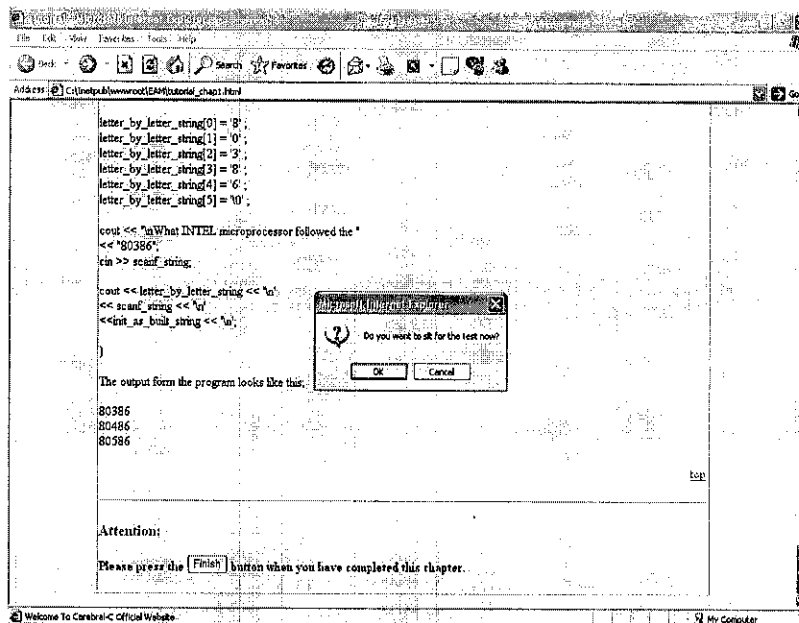 File Edit View Favorites Tools Help
Back Search Favorites
Address C:\Inetpub\wwwroot\EAM\tutorial_chap1.html Go
letter_by_letter_string[0] = '8' ;
letter_by_letter_string[1] = '0' ;
letter_by_letter_string[2] = '3' ;
letter_by_letter_string[3] = '8' ;
letter_by_letter_string[4] = '6' ;
letter_by_letter_string[5] = '\0' ;
cout << "\nWhat INTEL microprocessor followed the "
<< "80386";
cin >> scanf_string;
cout << letter_by_letter_string << "\n"
<< scanf_string << "\n"
<<init_as_built_string << "\n";
}
Microsoft Internet Explorer
Do you want to sit for the test now?
OK Cancel
The output form the program looks like this;
80386
80486
80586
top
Attention:
Please press the Finish button when you have completed this chapter.
Welcome To Cerebral-C Official Website
My Computer